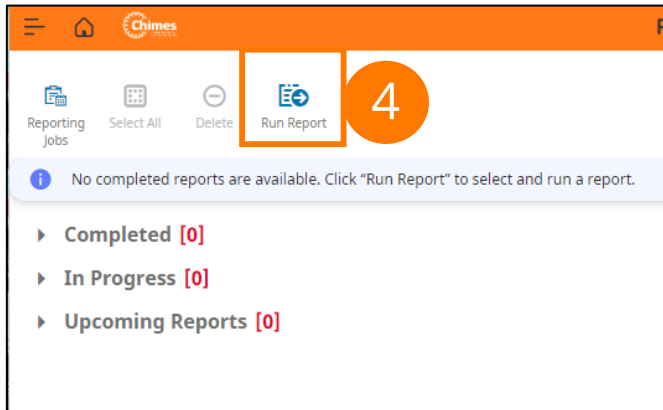 Chimes
Reporting
Jobs
Select All
Delete
Run Report
4
No completed reports are available. Click “Run Report” to select and run a report.
Completed [0]
In Progress [0]
Upcoming Reports [0]